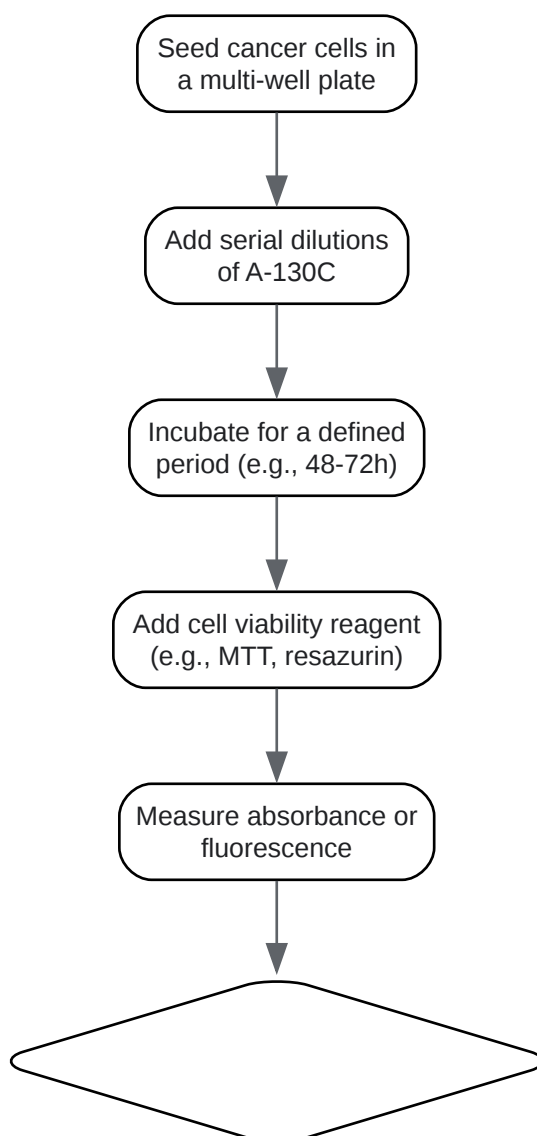 Seed cancer cells in
a multi-well plate
Add serial dilutions
of A-130C
Incubate for a defined
period (e.g., 48-72h)
Add cell viability reagent
(e.g., MTT, resazurin)
Measure absorbance or
fluorescence